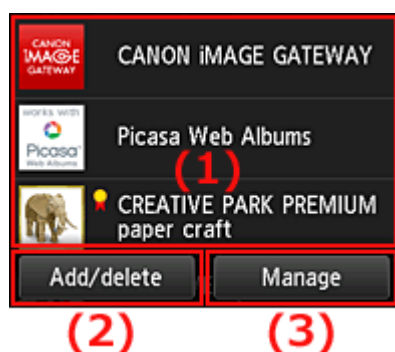 CANON
iMAGE
GATEWAY
CANON iMAGE GATEWAY
works with
Picasa
Web Albums
Picasa Web Albums
(1)
CREATIVE PARK PREMIUM
paper craft
Add/delete
Manage
(2)
(3)